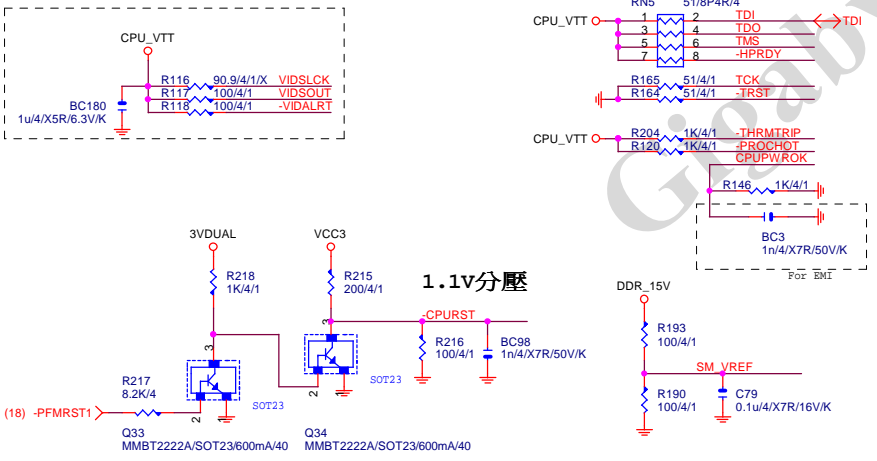 CPU_VTT
R116 90.9/4/1/X VIDSLCK
R117 100/4/1 VIDSOUT
R118 100/4/1 -VIDALRT
BC180
1u/4/X5R/6.3V/K
RN5 51/8P4R/4
CPU_VTT 1 2 TDI TDI
3 4 TDO
5 6 TMS
7 8 -HPRDY
R165 51/4/1 TCK
R164 51/4/1 -TRST
CPU_VTT R204 1K/4/1 -THRMTRIP
R120 1K/4/1 -PROCHOT
CPUPWROK
R146 1K/4/1
BC3
1n/4/X7R/50V/K
For EMI
3VDUAL
R218
1K/4/1
VCC3
R215
200/4/1
1.1V分壓
-CPURST
R216
100/4/1
BC98
1n/4/X7R/50V/K
3
3
SOT23
SOT23
R217
8.2K/4
(18) -PFMRST1
2 1
2 1
Q33
MMBT2222A/SOT23/600mA/40
Q34
MMBT2222A/SOT23/600mA/40
DDR_15V
R193
100/4/1
SM_VREF
R190
100/4/1
C79
0.1u/4/X7R/16V/K
Gigaby